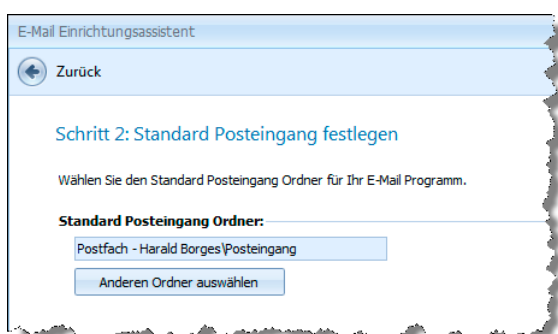 E-Mail Einrichtungsassistent
Zurück
Schritt 2: Standard Posteingang festlegen
Wählen Sie den Standard Posteingang Ordner für Ihr E-Mail Programm.
Standard Posteingang Ordner:
Postfach - Harald Borges\Posteingang
Anderen Ordner auswählen